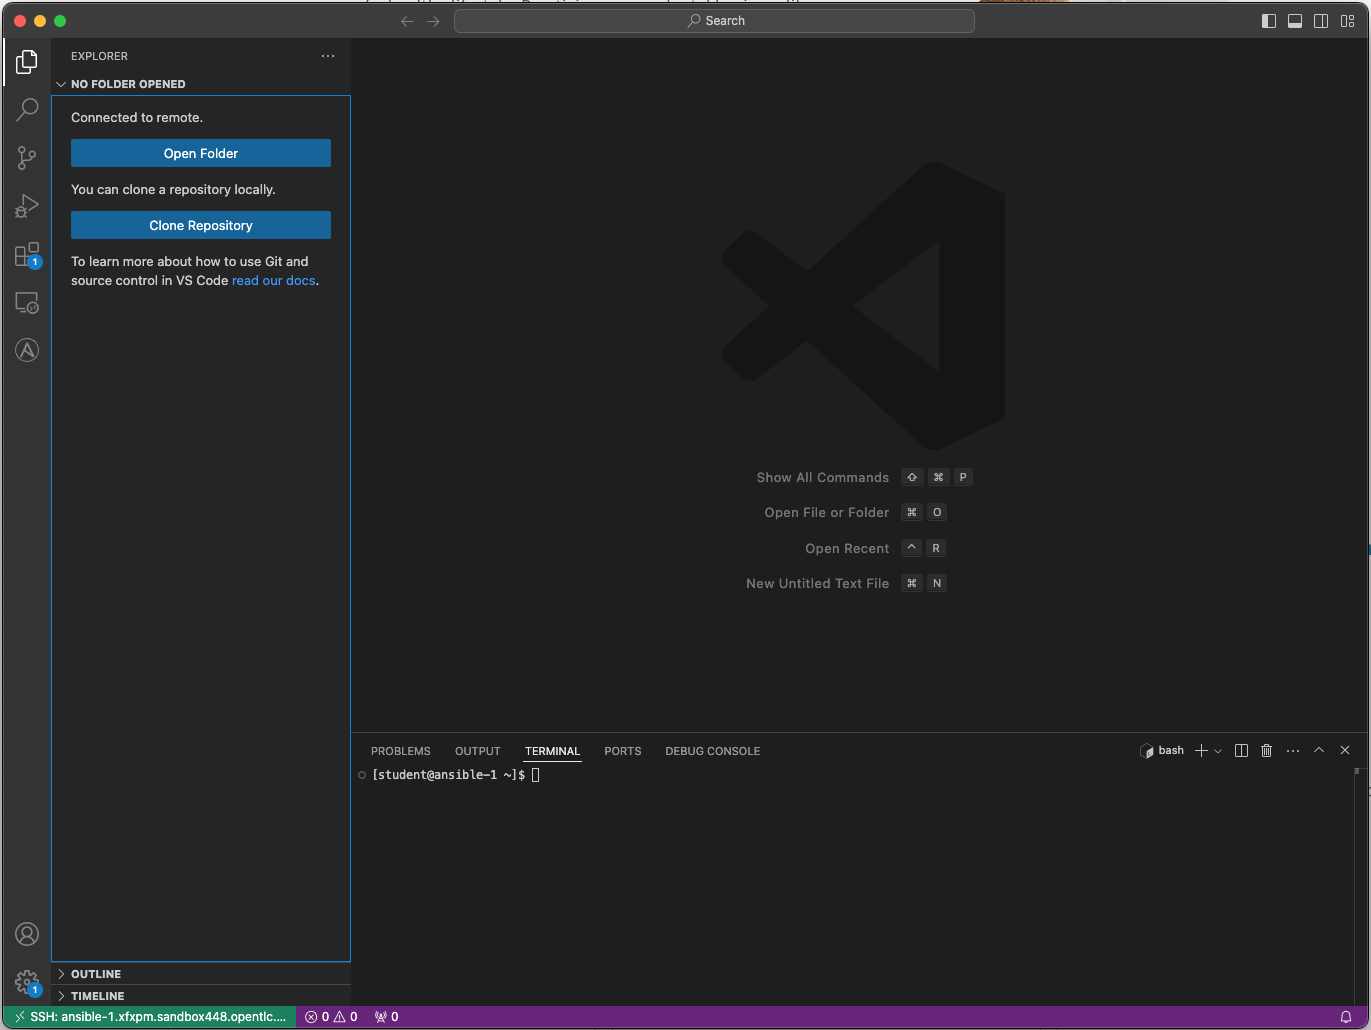 Search
EXPLORER
NO FOLDER OPENED
Connected to remote.
Open Folder
You can clone a repository locally.
Clone Repository
To learn more about how to use Git and
source control in VS Code read our docs.
1
Show All Commands ⇧ ⌘ P
Open File or Folder ⌘ O
Open Recent ^ R
New Untitled Text File ⌘ N
PROBLEMS OUTPUT TERMINAL PORTS DEBUG CONSOLE
bash
[student@ansible-1 ~]$
OUTLINE
1
TIMELINE
SSH: ansible-1.xfxpm.sandbox448.opentlc.... 0 0 0